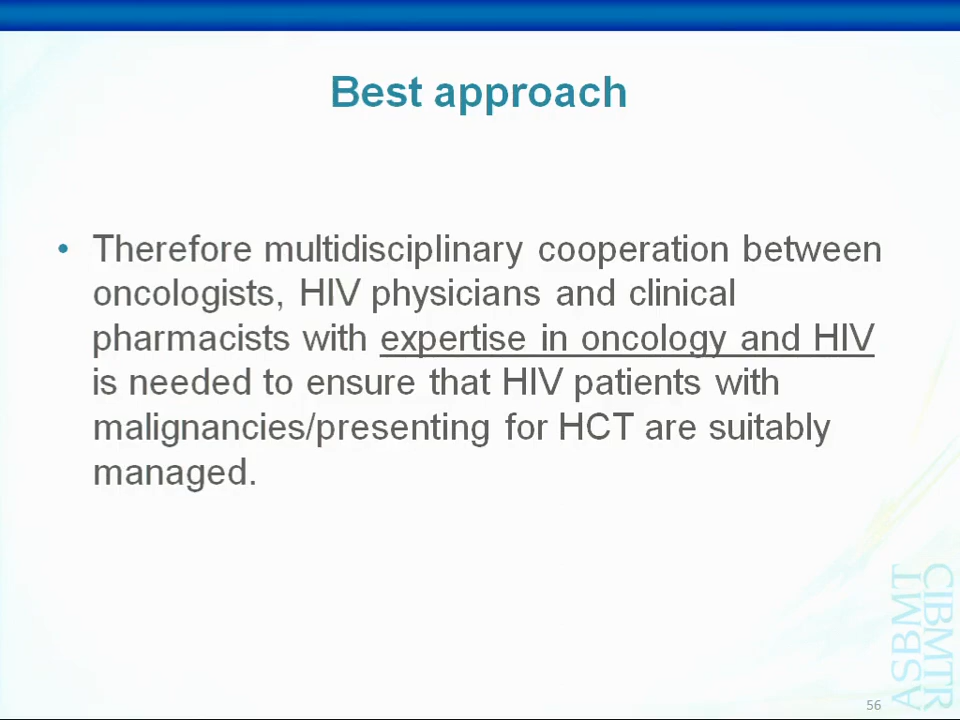 Best approach
• Therefore multidisciplinary cooperation between
oncologists, HIV physicians and clinical
pharmacists with expertise in oncology and HIV
is needed to ensure that HIV patients with
malignancies/presenting for HCT are suitably
managed.
ASBMT
CIBMTR
56